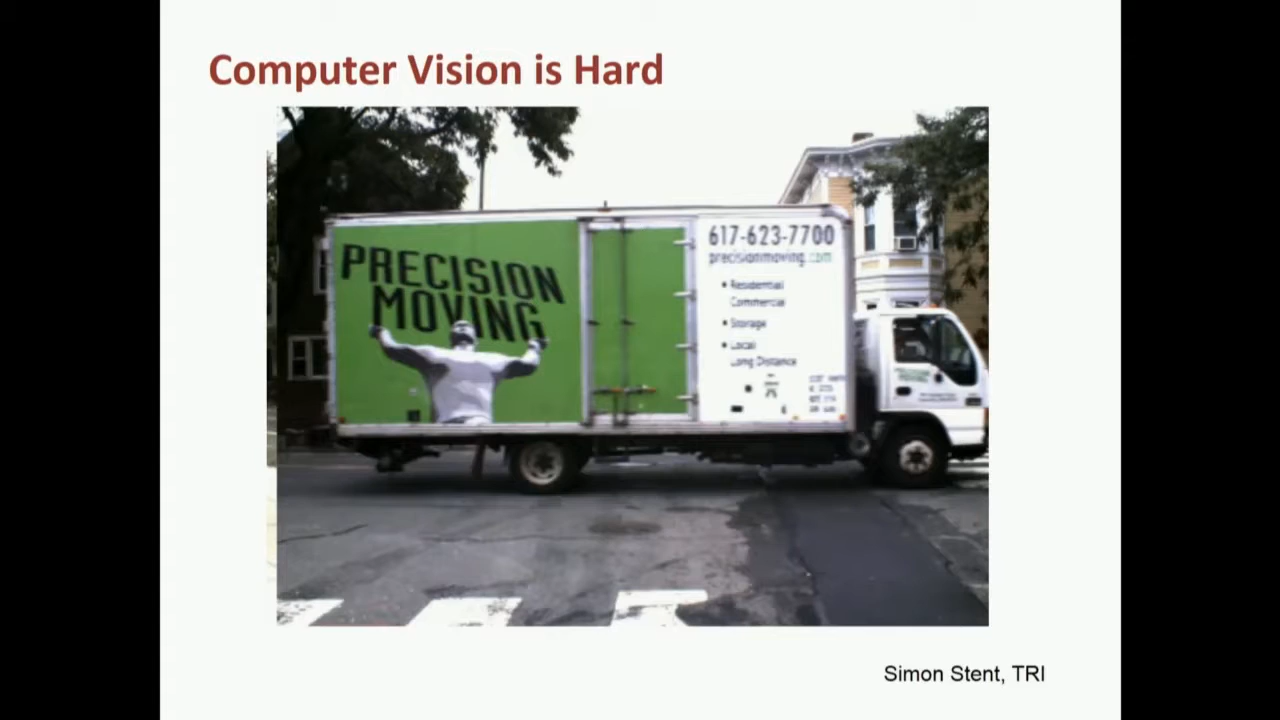 Computer Vision is Hard
PRECISION
MOVING
617-623-7700
precisionmoving.com
• Residential
Commercial
• Storage
• Local
Long Distance
Simon Stent, TRI